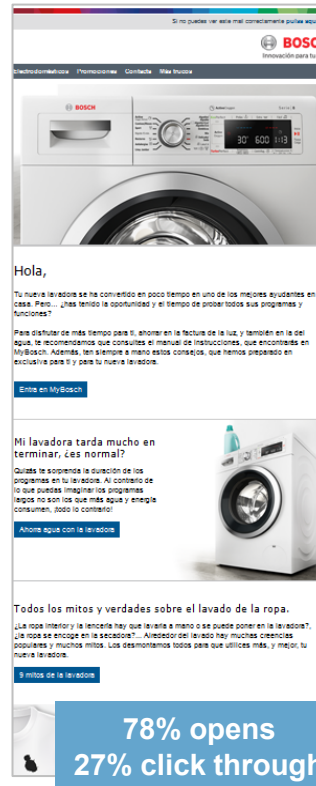 Si no puedes ver este mail correctamente pulsa aqu
BOSCH
Innovación para tu
Electrodomésticos Promociones Contacta Más trucos
BOSCH
30° 600 1:13
Hola,
Tu nueva lavadora se ha convertido en poco tiempo en uno de los mejores ayudantes en
casa. Pero... ¿has tenido la oportunidad y el tiempo de probar todos sus programas y
funciones?
Para disfrutar de más tiempo para ti, ahorrar en la factura de la luz, y también en la del
agua, te recomendamos que consultes el manual de instrucciones, que encontrarás en
MyBosch. Además, ten siempre a mano estos consejos, que hemos preparado en
exclusiva para ti y para tu nueva lavadora.
Entra en MyBosch
Mi lavadora tarda mucho en
terminar, ¿es normal?
Quizás te sorprenda la duración de los
programas en tu lavadora. Al contrario de
lo que puedas imaginar los programas
largos no son los que más agua y energía
consumen, ¡todo lo contrario!
Ahorra agua con la lavadora
Todos los mitos y verdades sobre el lavado de la ropa.
¿La ropa interior y la lencería hay que lavarla a mano o se puede poner en la lavadora?,
¿la ropa se encoge en la secadora?... Alrededor del lavado hay muchas creencias
populares y muchos mitos. Los desmontamos todos para que utilices más, y mejor, tu
nueva lavadora.
9 mitos de la lavadora
78% opens
27% click through